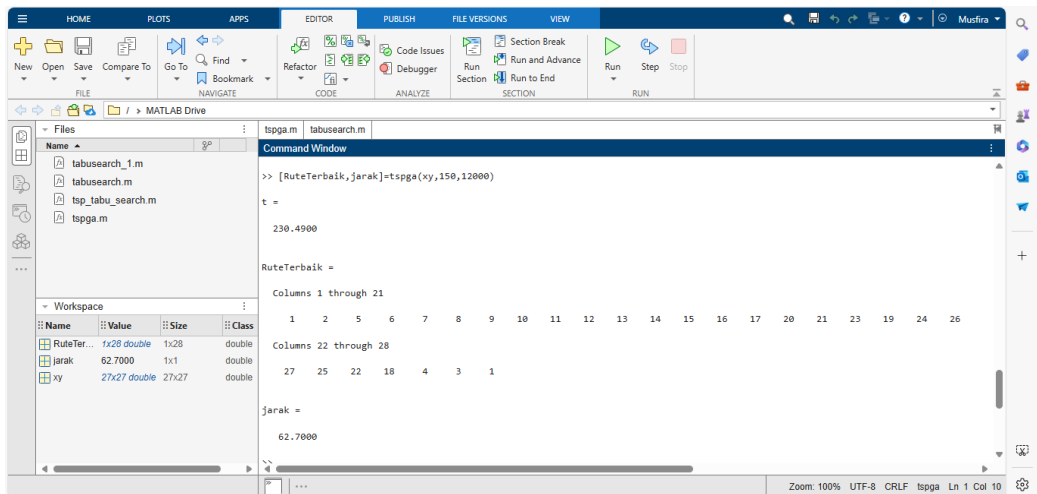 HOME PLOTS APPS EDITOR PUBLISH FILE VERSIONS VIEW Musfira
New Open Save Compare To Go To Find Bookmark Refactor Code Issues Debugger Run Section Section Break Run and Advance Run to End Run Step Stop
FILE NAVIGATE CODE ANALYZE SECTION RUN
/ > MATLAB Drive
Files
Name
tabusearch_1.m
tabusearch.m
tsp_tabu_search.m
tspga.m
Workspace
Name Value Size Class
RuteTer... 1x28 double 1x28 double
jarak 62.7000 1x1 double
xy 27x27 double 27x27 double
tspga.m tabusearch.m
Command Window
>> [RuteTerbaik,jarak]=tspga(xy,150,12000)
t =
230.4900
RuteTerbaik =
Columns 1 through 21
1 2 5 6 7 8 9 10 11 12 13 14 15 16 17 20 21 23 19 24 26
Columns 22 through 28
27 25 22 18 4 3 1
jarak =
62.7000
>>
Zoom: 100% UTF-8 CRLF tspga Ln 1 Col 10